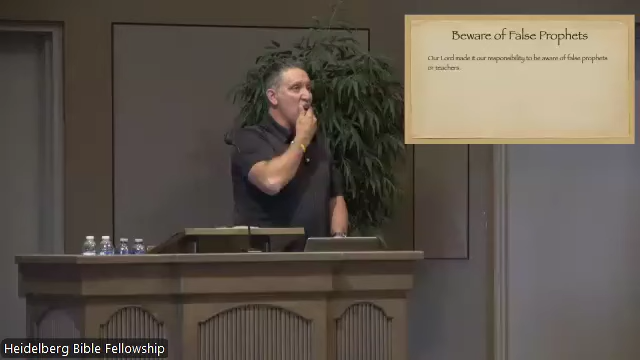 Beware of False Prophets
Our Lord made it our responsibility to be aware of false prophets
or teachers.
Heidelberg Bible Fellowship